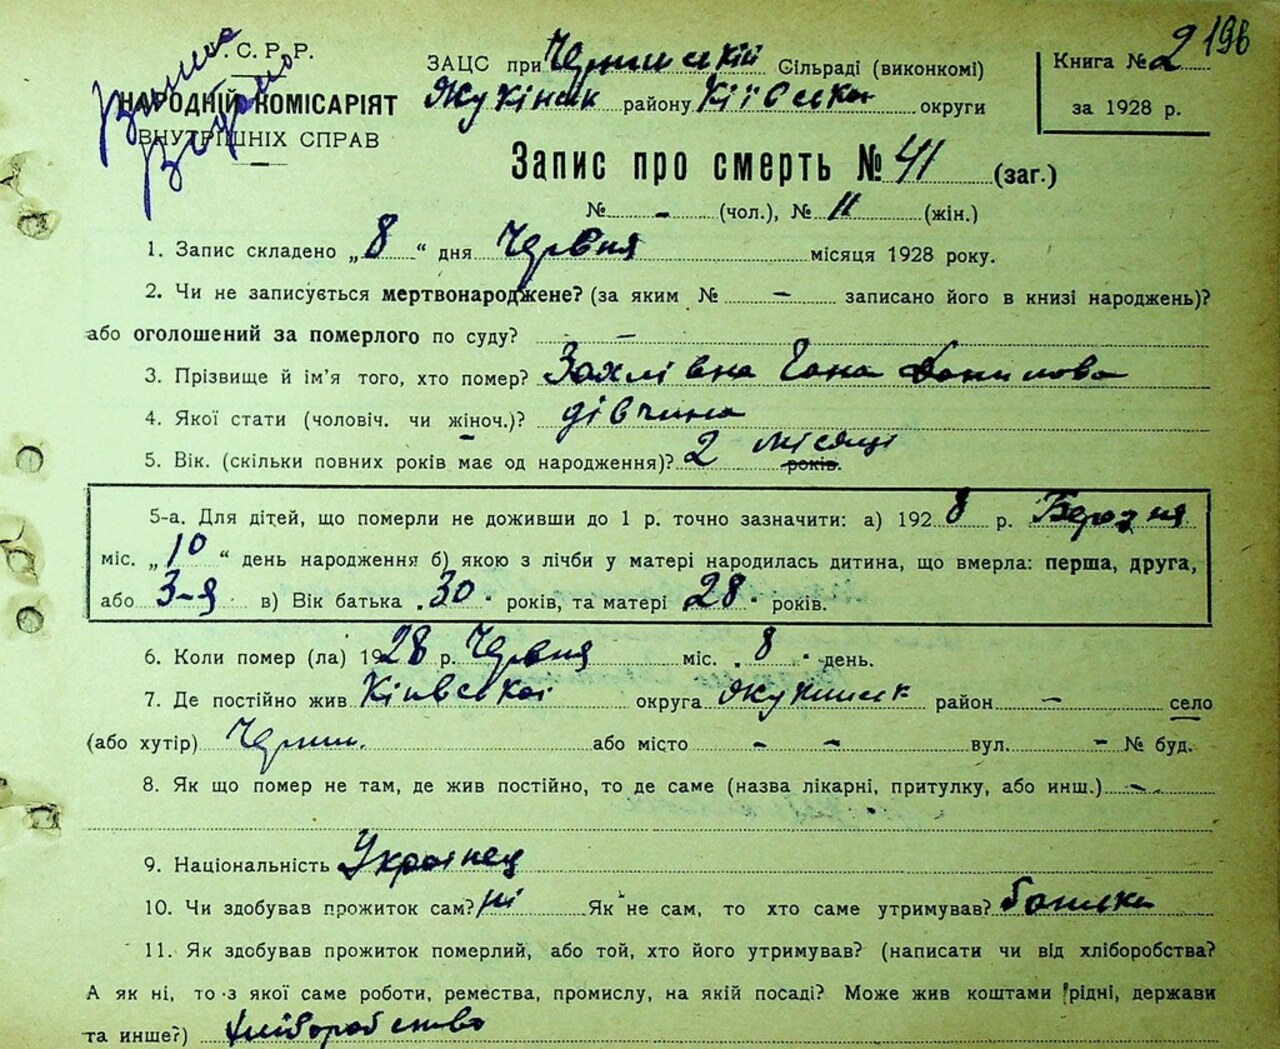 У.С.Р.Р.
НАРОДНІЙ КОМІСАРІЯТ
ВНУТРІШНІХ СПРАВ
ЗАЦС при Сільраді (виконкомі)
району Київської округи
Книга № 2 196
за 1928 р.
Запис про смерть № 41 (заг.)
№ - (чол.), № 11 (жін.)
1. Запис складено „8“ дня Червня місяця 1928 року.
2. Чи не записується мертвонароджене? (за яким № - записано його в книзі народжень)?
або оголошений за померлого по суду? -
3. Прізвище й ім'я того, хто помер? Данилова
4. Якої стати (чоловіч. чи жіноч.)? дівчина
5. Вік. (скільки повних років має од народження)? 2 місяці років.
5-а. Для дітей, що померли не доживши до 1 р. точно зазначити: а) 1928 р. Березня
міс. „10“ день народження б) якою з лічби у матері народилась дитина, що вмерла: перша, друга,
або 3-я в) Вік батька „30“ років, та матері „28“ років.
6. Коли помер (ла) 1928 р. Червня міс. „8“ день.
7. Де постійно жив Київської округа район - село
(або хутір) або місто - - вул. - № буд.
8. Як що помер не там, де жив постійно, то де саме (назва лікарні, притулку, або инш.) -
9. Національність Українец
10. Чи здобував прожиток сам? ні Як не сам, то хто саме утримував? батьки
11. Як здобував прожиток померлий, або той, хто його утримував? (написати чи від хліборобства?
А як ні, то з якої саме роботи, ремества, промислу, на якій посаді? Може жив коштами рідні, держави
та инше?) хліборобство